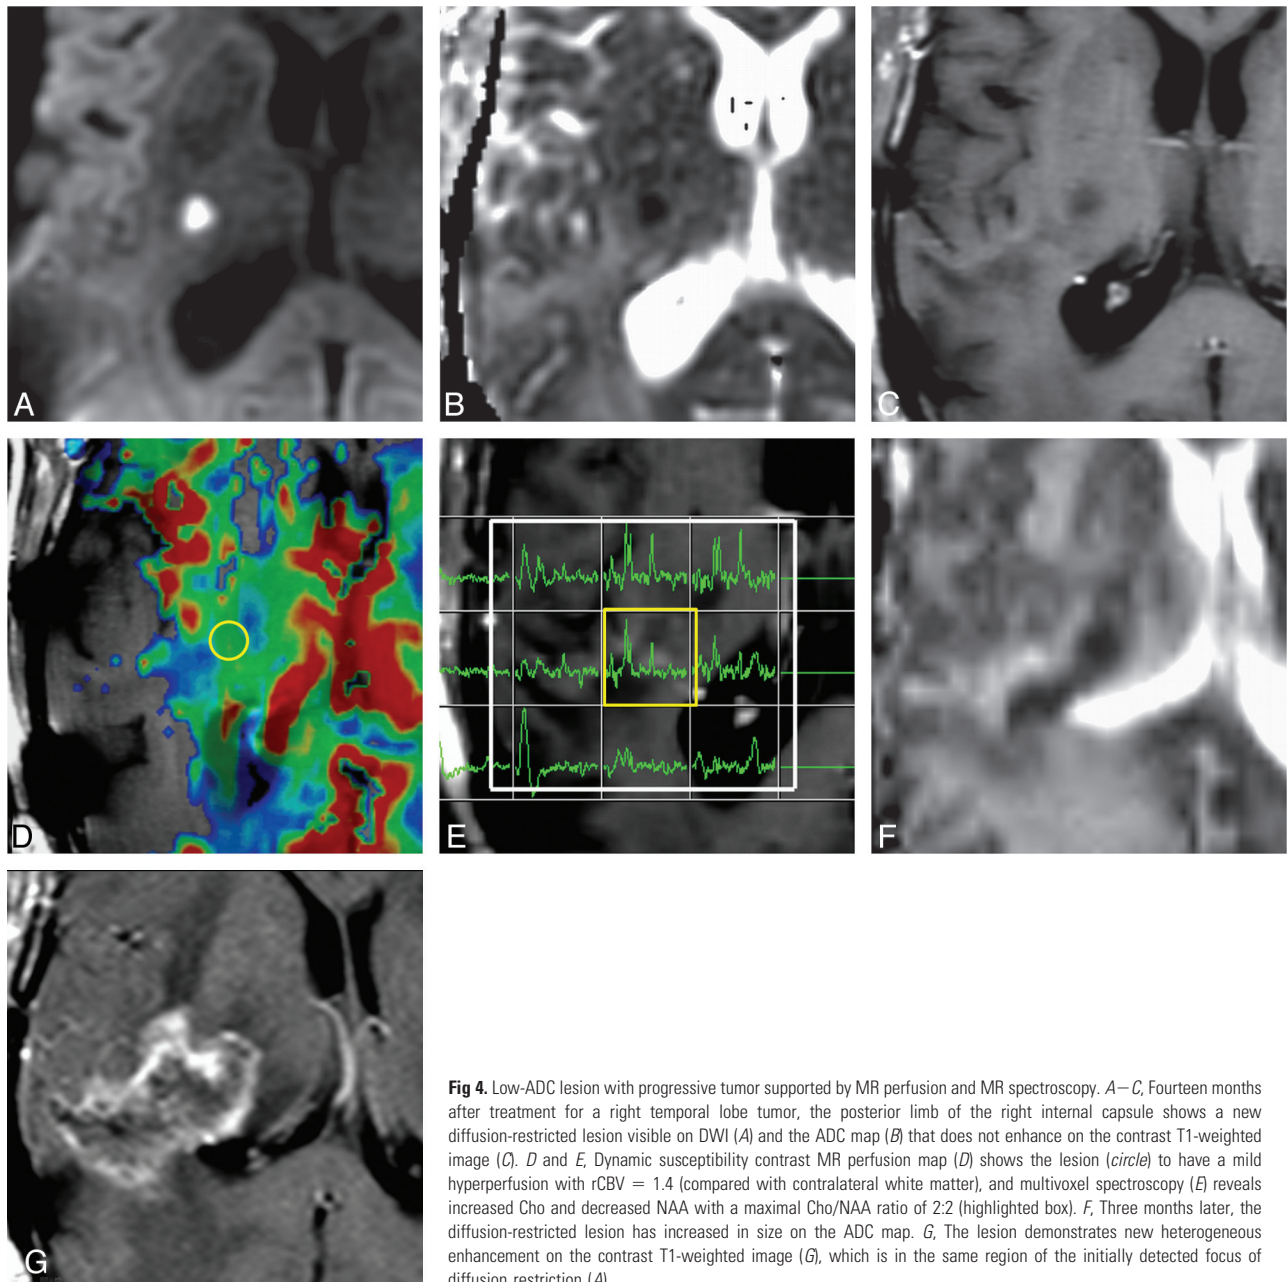 A
B
C
D
E
F
G
Fig 4. Low-ADC lesion with progressive tumor supported by MR perfusion and MR spectroscopy. A−C, Fourteen months
after treatment for a right temporal lobe tumor, the posterior limb of the right internal capsule shows a new
diffusion-restricted lesion visible on DWI (A) and the ADC map (B) that does not enhance on the contrast T1-weighted
image (C). D and E, Dynamic susceptibility contrast MR perfusion map (D) shows the lesion (circle) to have a mild
hyperperfusion with rCBV = 1.4 (compared with contralateral white matter), and multivoxel spectroscopy (E) reveals
increased Cho and decreased NAA with a maximal Cho/NAA ratio of 2:2 (highlighted box). F, Three months later, the
diffusion-restricted lesion has increased in size on the ADC map. G, The lesion demonstrates new heterogeneous
enhancement on the contrast T1-weighted image (G), which is in the same region of the initially detected focus of
diffusion restriction (A).